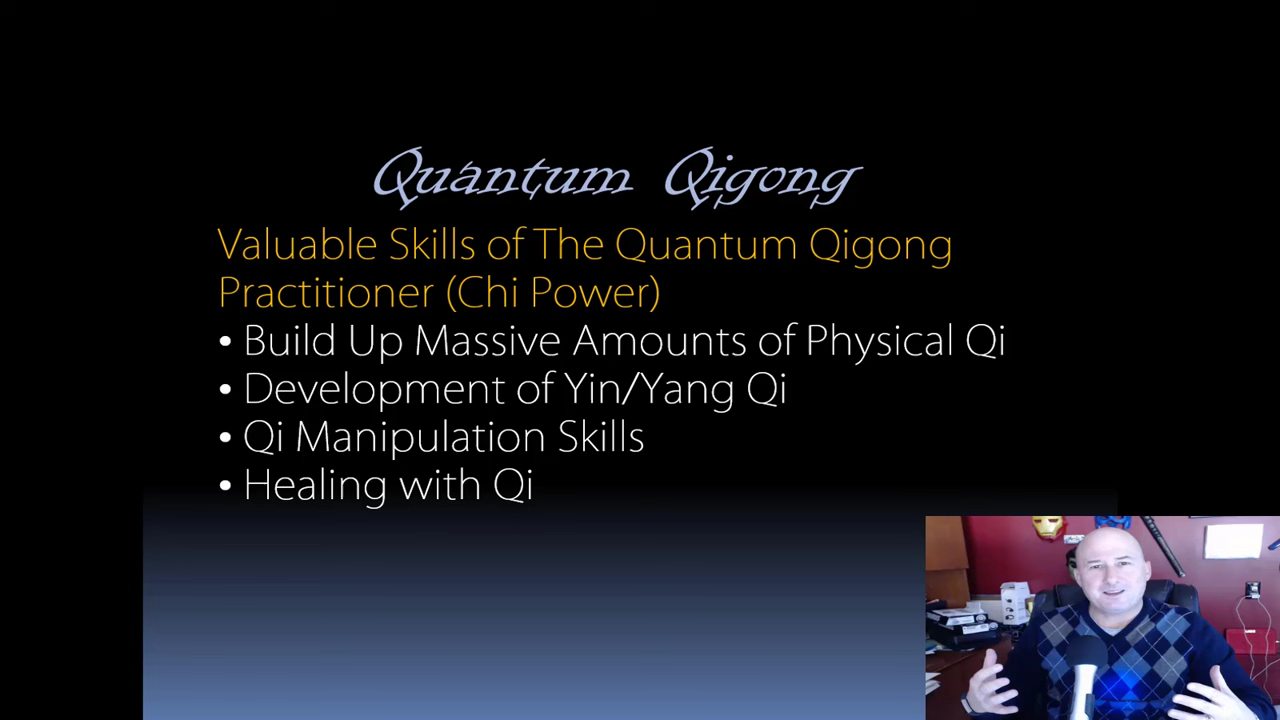 Quantum Qigong
Valuable Skills of The Quantum Qigong
Practitioner (Chi Power)
• Build Up Massive Amounts of Physical Qi
• Development of Yin/Yang Qi
• Qi Manipulation Skills
• Healing with Qi